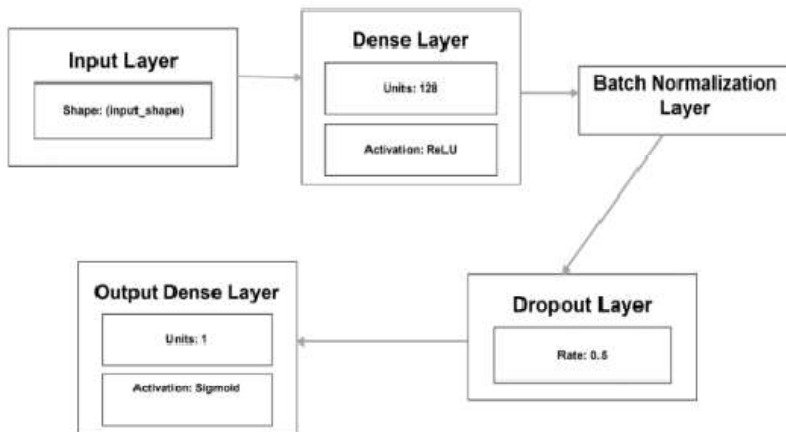 Input Layer
Shape: (input_shape)
Dense Layer
Units: 128
Activation: ReLU
Batch Normalization
Layer
Dropout Layer
Rate: 0.5
Output Dense Layer
Units: 1
Activation: Sigmoid